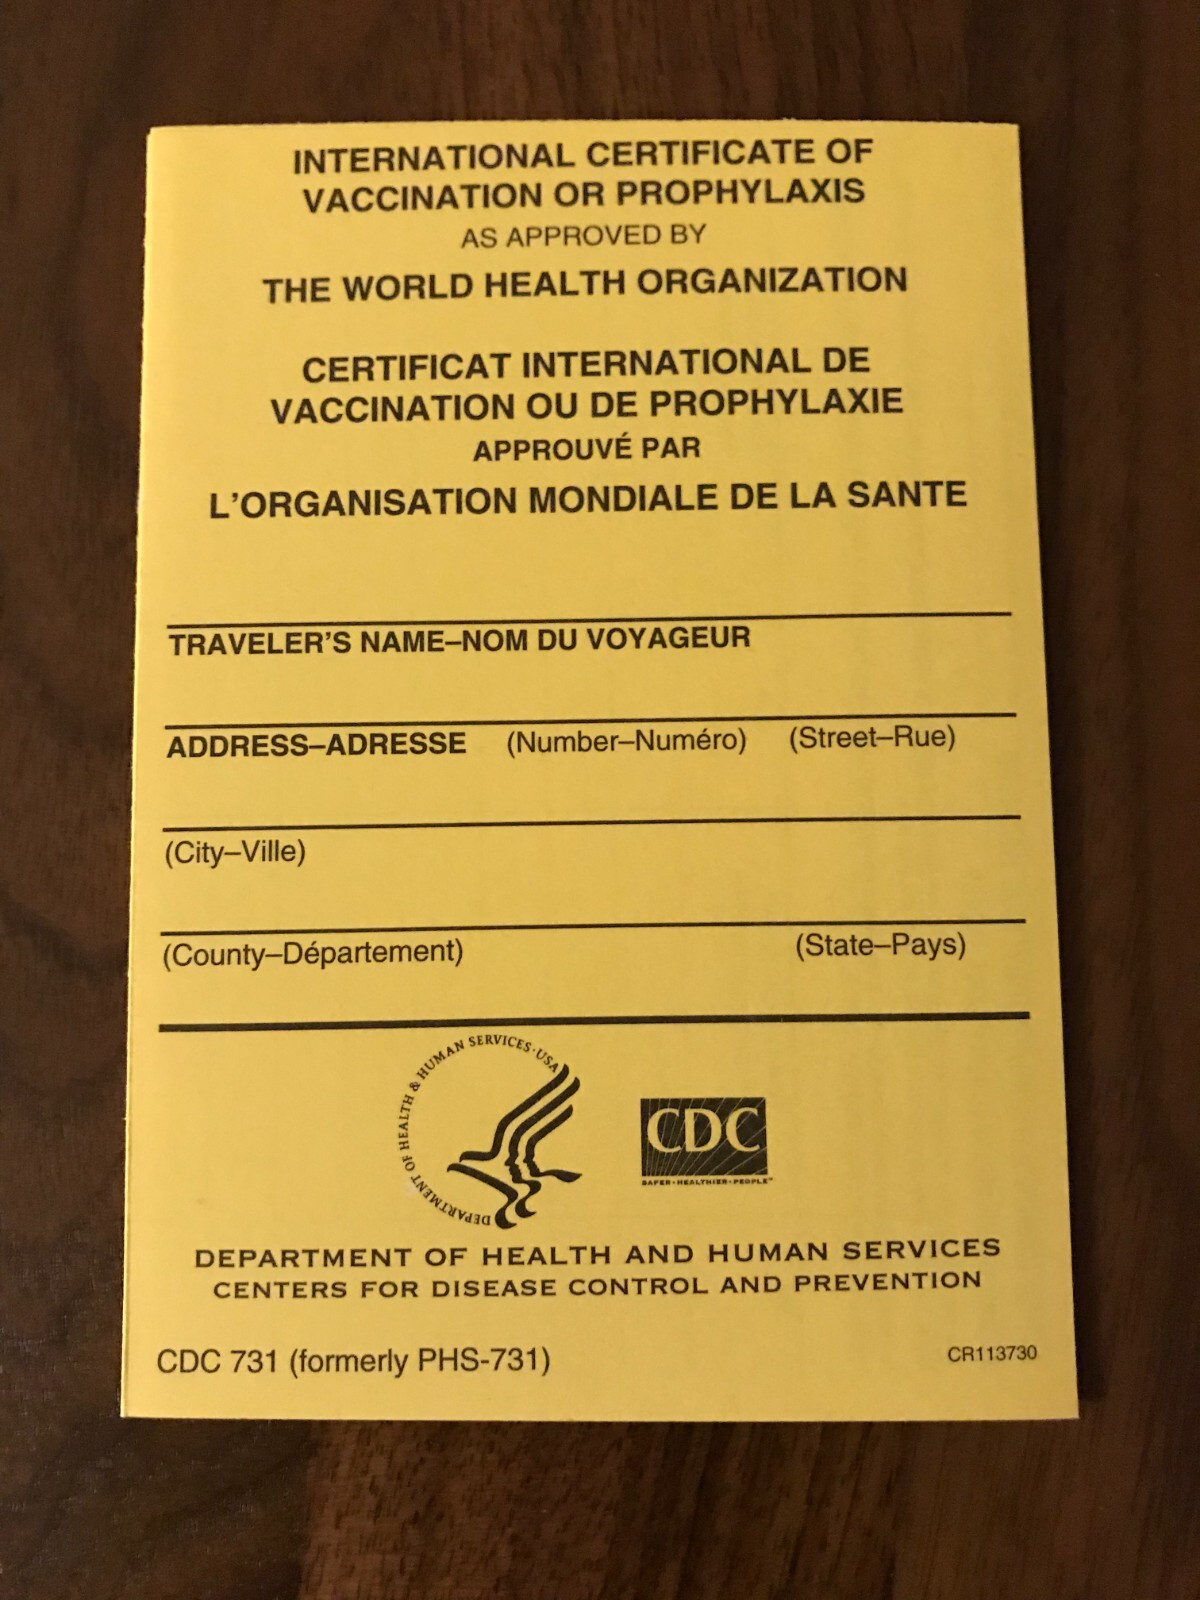 INTERNATIONAL CERTIFICATE OF
VACCINATION OR PROPHYLAXIS
AS APPROVED BY
THE WORLD HEALTH ORGANIZATION
CERTIFICAT INTERNATIONAL DE
VACCINATION OU DE PROPHYLAXIE
APPROUVÉ PAR
L'ORGANISATION MONDIALE DE LA SANTE
TRAVELER'S NAME–NOM DU VOYAGEUR
ADDRESS–ADRESSE (Number–Numéro) (Street–Rue)
(City–Ville)
(County–Département) (State–Pays)
DEPARTMENT OF HEALTH & HUMAN SERVICES·USA
CDC
SAFER·HEALTHIER·PEOPLE™
DEPARTMENT OF HEALTH AND HUMAN SERVICES
CENTERS FOR DISEASE CONTROL AND PREVENTION
CDC 731 (formerly PHS-731) CR113730